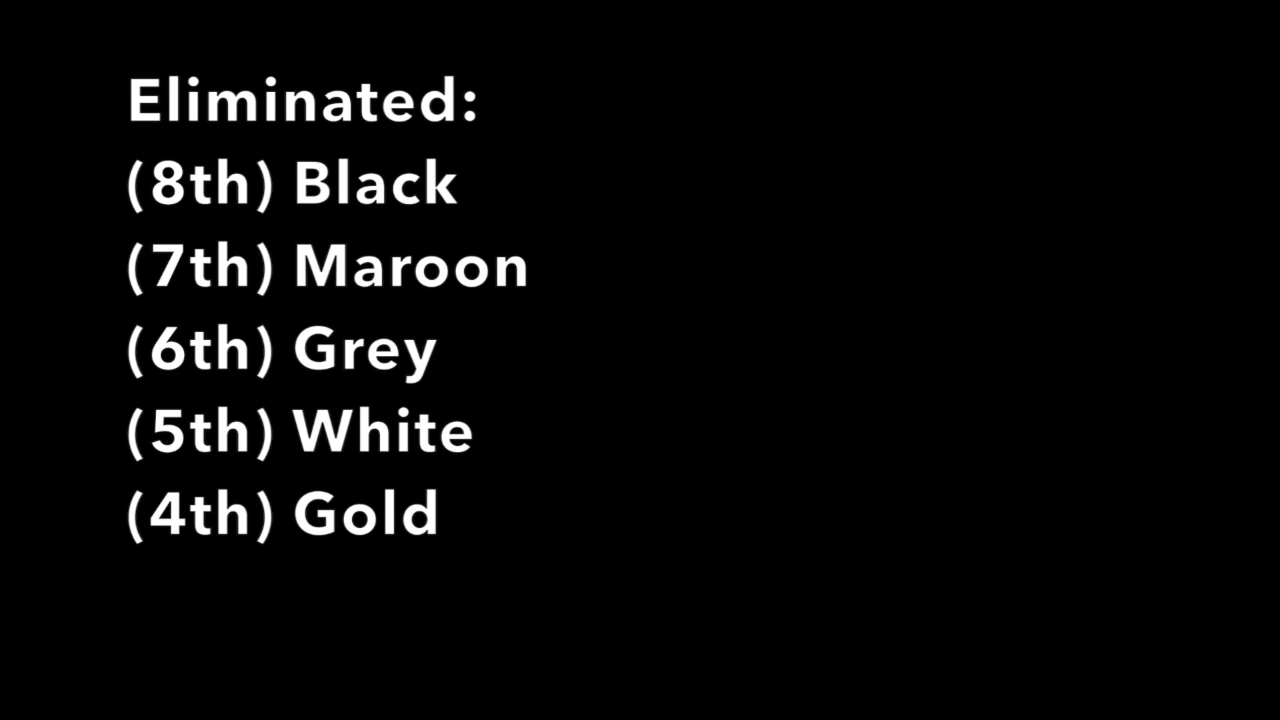 Eliminated:
(8th) Black
(7th) Maroon
(6th) Grey
(5th) White
(4th) Gold